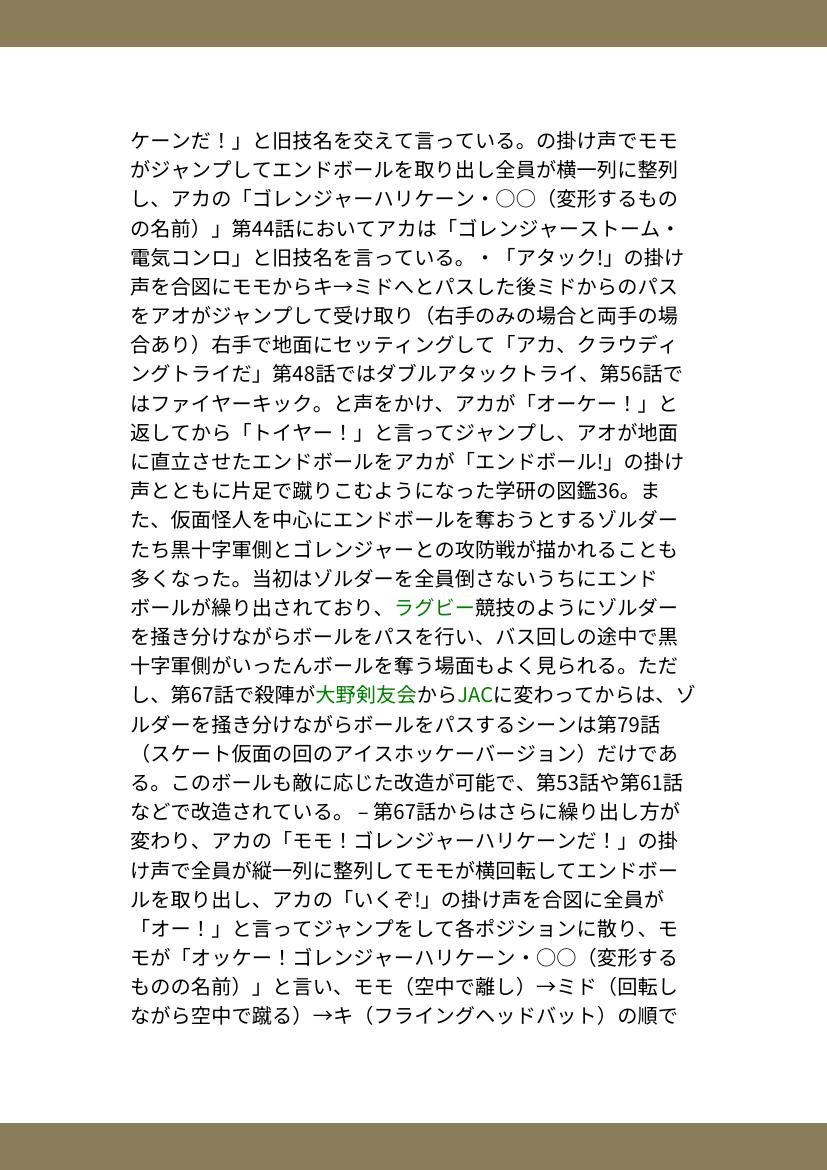 ケーンだ！」と旧技名を交えて言っている。の掛け声でモモ
がジャンプしてエンドボールを取り出し全員が横一列に整列
し、アカの「ゴレンジャーハリケーン・○○（変形するもの
の名前）」第44話においてアカは「ゴレンジャーストーム・
電気コンロ」と旧技名を言っている。・「アタック!」の掛け
声を合図にモモからキ→ミドへとパスした後ミドからのパス
をアオがジャンプして受け取り（右手のみの場合と両手の場
合あり）右手で地面にセッティングして「アカ、クラウディ
ングトライだ」第48話ではダブルアタックトライ、第56話で
はファイヤーキック。と声をかけ、アカが「オーケー！」と
返してから「トイヤー！」と言ってジャンプし、アオが地面
に直立させたエンドボールをアカが「エンドボール!」の掛け
声とともに片足で蹴りこむようになった学研の図鑑36。ま
た、仮面怪人を中心にエンドボールを奪おうとするゾルダー
たち黒十字軍側とゴレンジャーとの攻防戦が描かれることも
多くなった。当初はゾルダーを全員倒さないうちにエンド
ボールが繰り出されており、ラグビー競技のようにゾルダー
を掻き分けながらボールをパスを行い、バス回しの途中で黒
十字軍側がいったんボールを奪う場面もよく見られる。ただ
し、第67話で殺陣が大野剣友会からJACに変わってからは、ゾ
ルダーを掻き分けながらボールをパスするシーンは第79話
（スケート仮面の回のアイスホッケーバージョン）だけであ
る。このボールも敵に応じた改造が可能で、第53話や第61話
などで改造されている。 – 第67話からはさらに繰り出し方が
変わり、アカの「モモ！ゴレンジャーハリケーンだ！」の掛
け声で全員が縦一列に整列してモモが横回転してエンドボー
ルを取り出し、アカの「いくぞ!」の掛け声を合図に全員が
「オー！」と言ってジャンプをして各ポジションに散り、モ
モが「オッケー！ゴレンジャーハリケーン・○○（変形する
ものの名前）」と言い、モモ（空中で離し）→ミド（回転し
ながら空中で蹴る）→キ（フライングヘッドバット）の順で